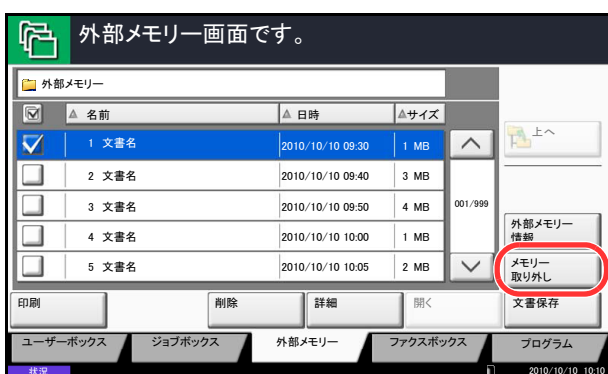 外部メモリー画面です。
外部メモリー
名前 日時 サイズ
1 文書名 2010/10/10 09:30 1 MB
上へ
2 文書名 2010/10/10 09:40 3 MB
3 文書名 2010/10/10 09:50 4 MB
001/999
外部メモリー
情報
4 文書名 2010/10/10 10:00 1 MB
5 文書名 2010/10/10 10:05 2 MB
メモリー
取り外し
印刷 削除 詳細 開く 文書保存
ユーザーボックス ジョブボックス 外部メモリー ファクスボックス プログラム
状況 2010/10/10 10:10